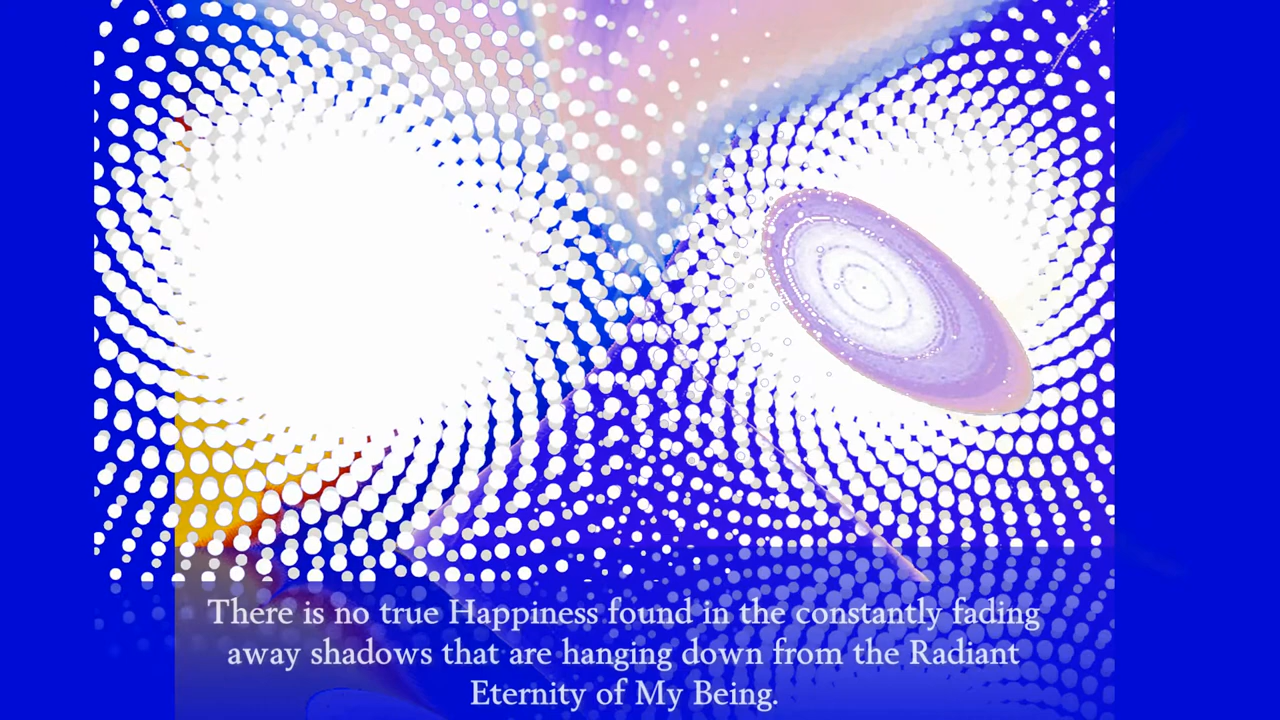 There is no true Happiness found in the constantly fading
away shadows that are hanging down from the Radiant
Eternity of My Being.